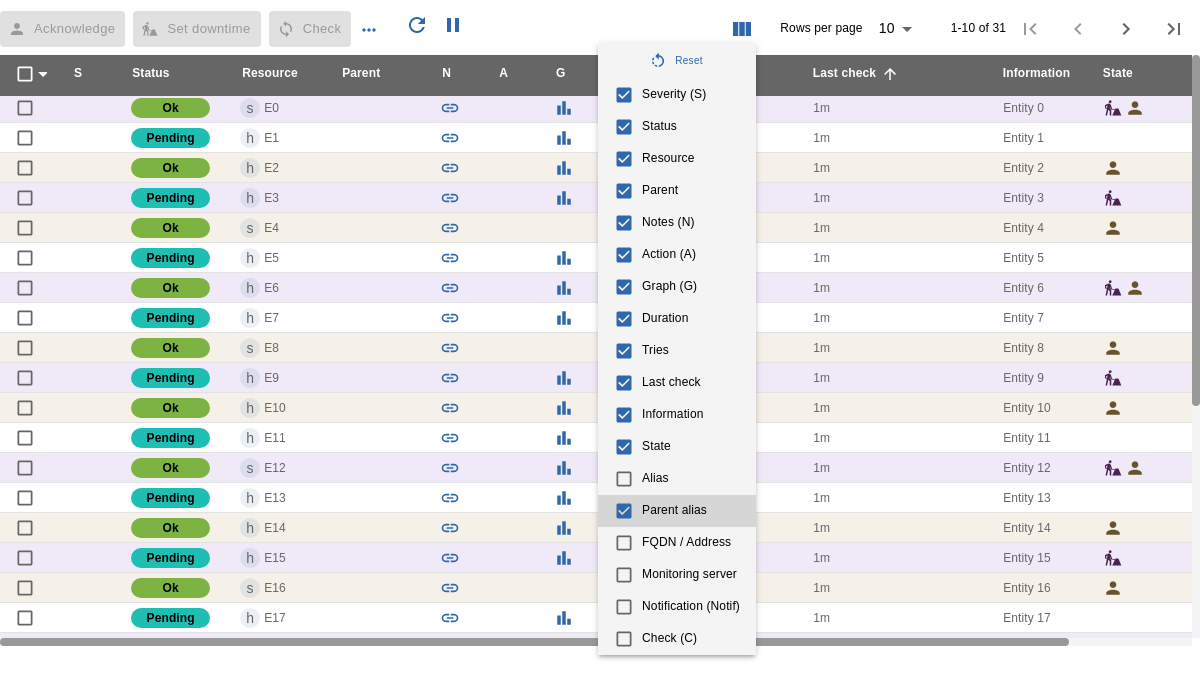 Acknowledge Set downtime Check ... Rows per page 10 1-10 of 31
S Status Resource Parent N A G Last check Information State
Reset
Severity (S)
Status
Resource
Parent
Notes (N)
Action (A)
Graph (G)
Duration
Tries
Last check
Information
State
Alias
Parent alias
FQDN / Address
Monitoring server
Notification (Notif)
Check (C)
Ok s E0 1m Entity 0
Pending h E1 1m Entity 1
Ok h E2 1m Entity 2
Pending h E3 1m Entity 3
Ok s E4 1m Entity 4
Pending h E5 1m Entity 5
Ok h E6 1m Entity 6
Pending h E7 1m Entity 7
Ok s E8 1m Entity 8
Pending h E9 1m Entity 9
Ok h E10 1m Entity 10
Pending h E11 1m Entity 11
Ok s E12 1m Entity 12
Pending h E13 1m Entity 13
Ok h E14 1m Entity 14
Pending h E15 1m Entity 15
Ok s E16 1m Entity 16
Pending h E17 1m Entity 17